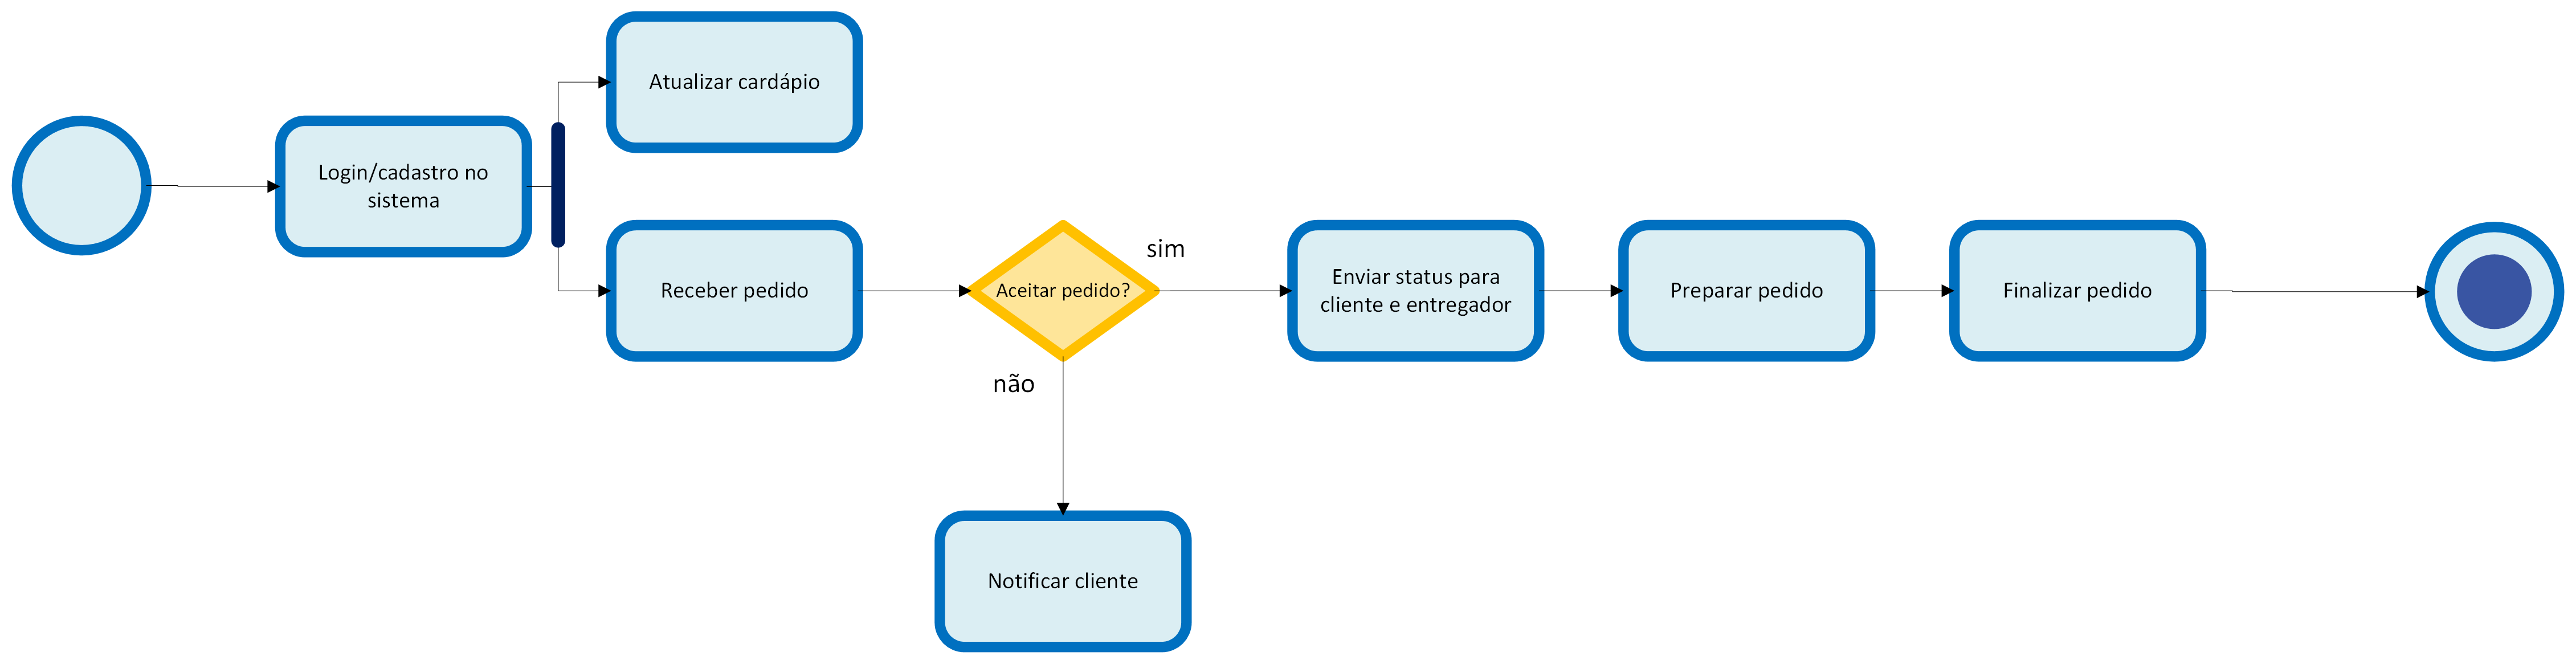 Atualizar cardápio
Login/cadastro no
sistema
Receber pedido
Aceitar pedido?
sim
não
Enviar status para
cliente e entregador
Preparar pedido
Finalizar pedido
Notificar cliente